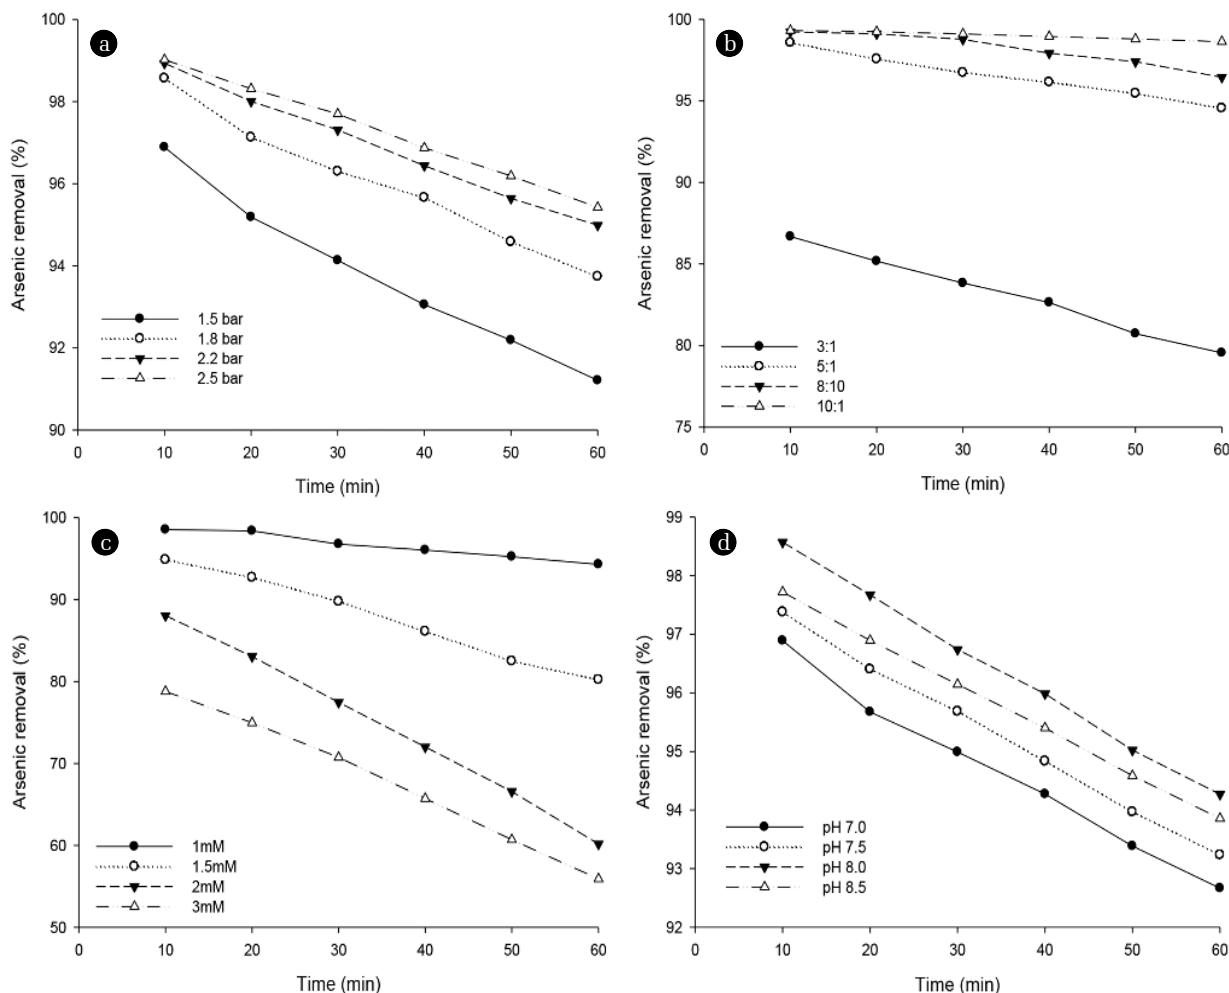 a
100
98
96
94
92
90
Arsenic removal (%)
1.5 bar
1.8 bar
2.2 bar
2.5 bar
0 10 20 30 40 50 60
Time (min)
b
100
95
90
85
80
75
Arsenic removal (%)
3:1
5:1
8:10
10:1
0 10 20 30 40 50 60
Time (min)
c
100
90
80
70
60
50
Arsenic removal (%)
1mM
1.5mM
2mM
3mM
0 10 20 30 40 50 60
Time (min)
d
99
98
97
96
95
94
93
92
Arsenic removal (%)
pH 7.0
pH 7.5
pH 8.0
pH 8.5
0 10 20 30 40 50 60
Time (min)